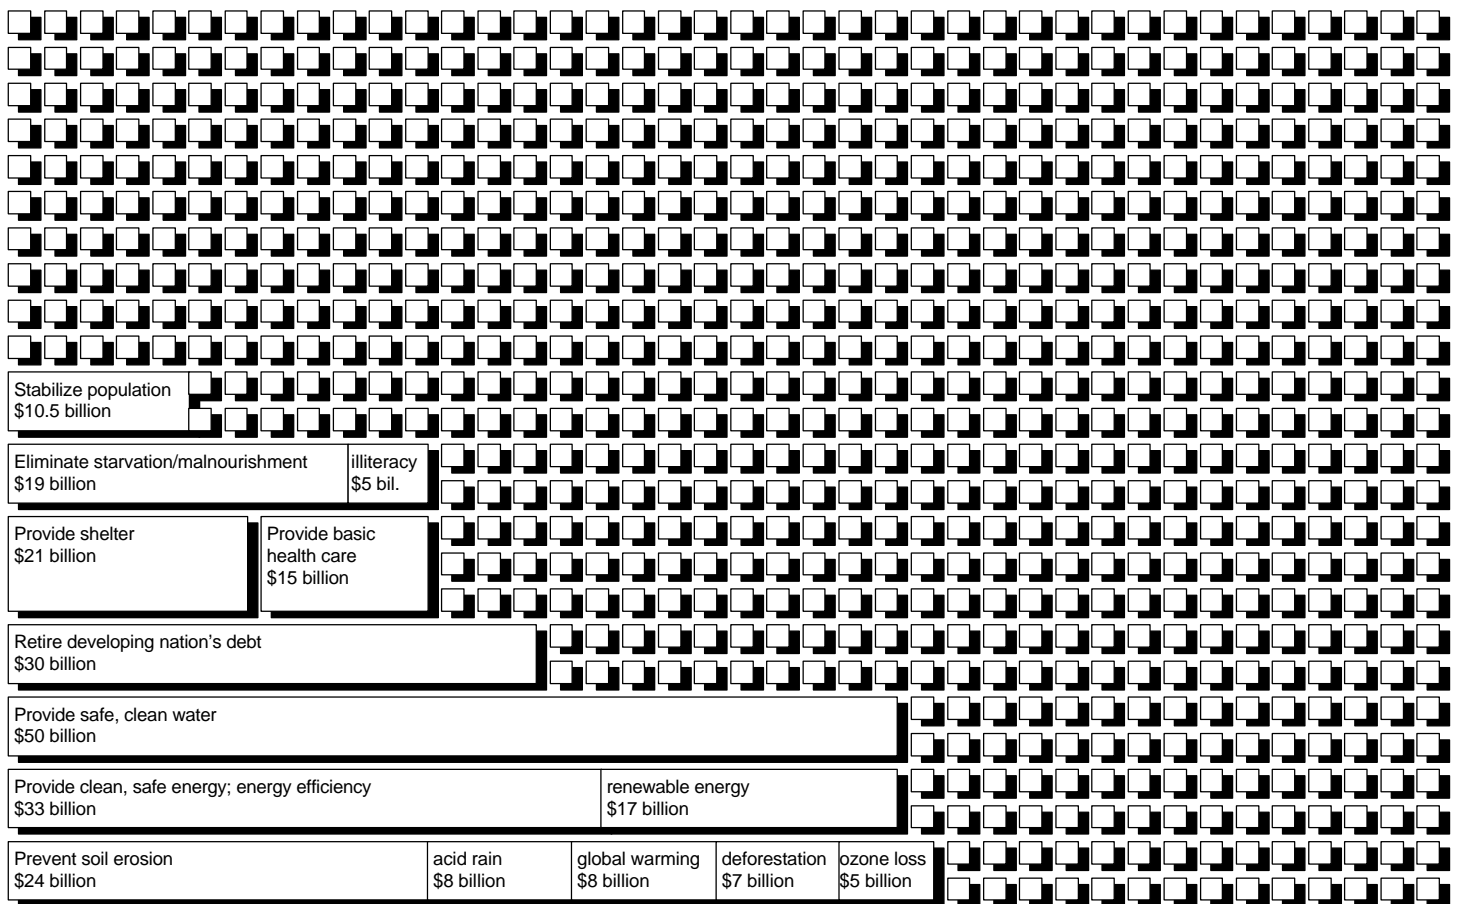 Stabilize population
$10.5 billion
Eliminate starvation/malnourishment
$19 billion
illiteracy
$5 bil.
Provide shelter
$21 billion
Provide basic
health care
$15 billion
Retire developing nation's debt
$30 billion
Provide safe, clean water
$50 billion
Provide clean, safe energy; energy efficiency
$33 billion
renewable energy
$17 billion
Prevent soil erosion
$24 billion
acid rain
$8 billion
global warming
$8 billion
deforestation
$7 billion
ozone loss
$5 billion